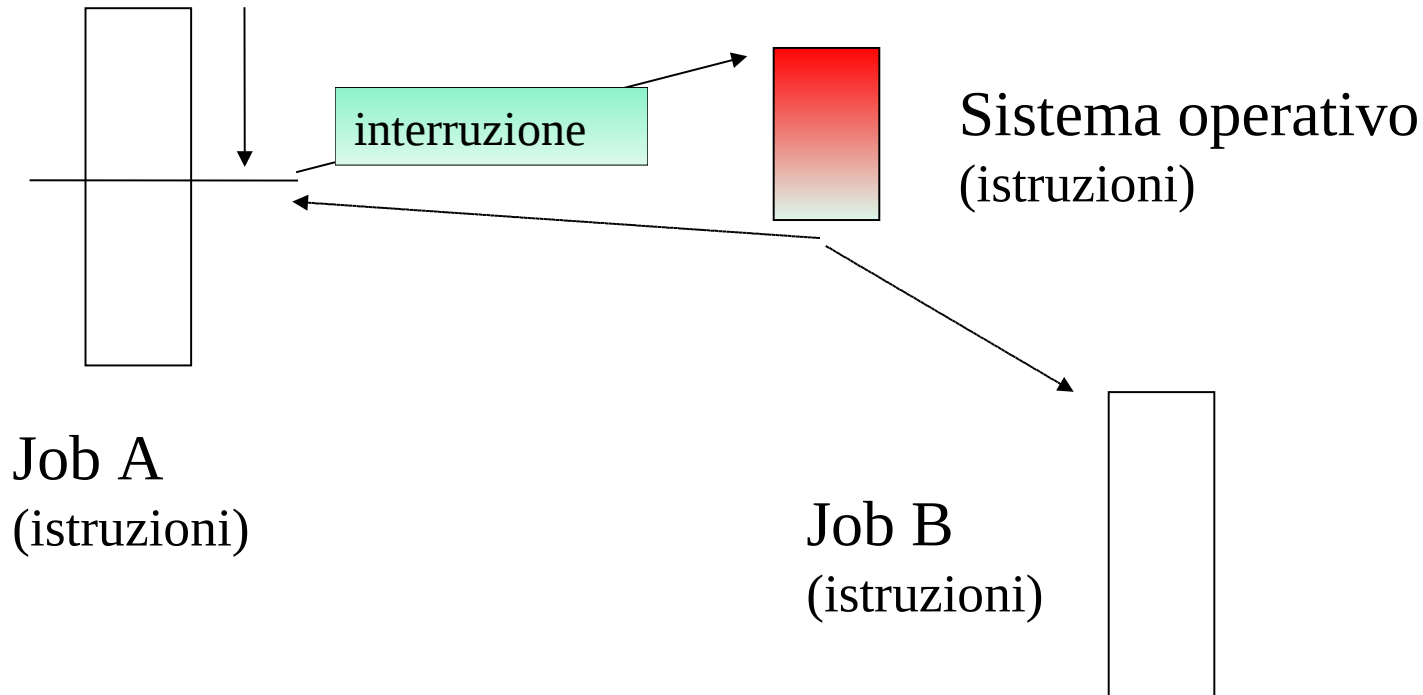 interruzione
Sistema operativo
(istruzioni)
Job A
(istruzioni)
Job B
(istruzioni)